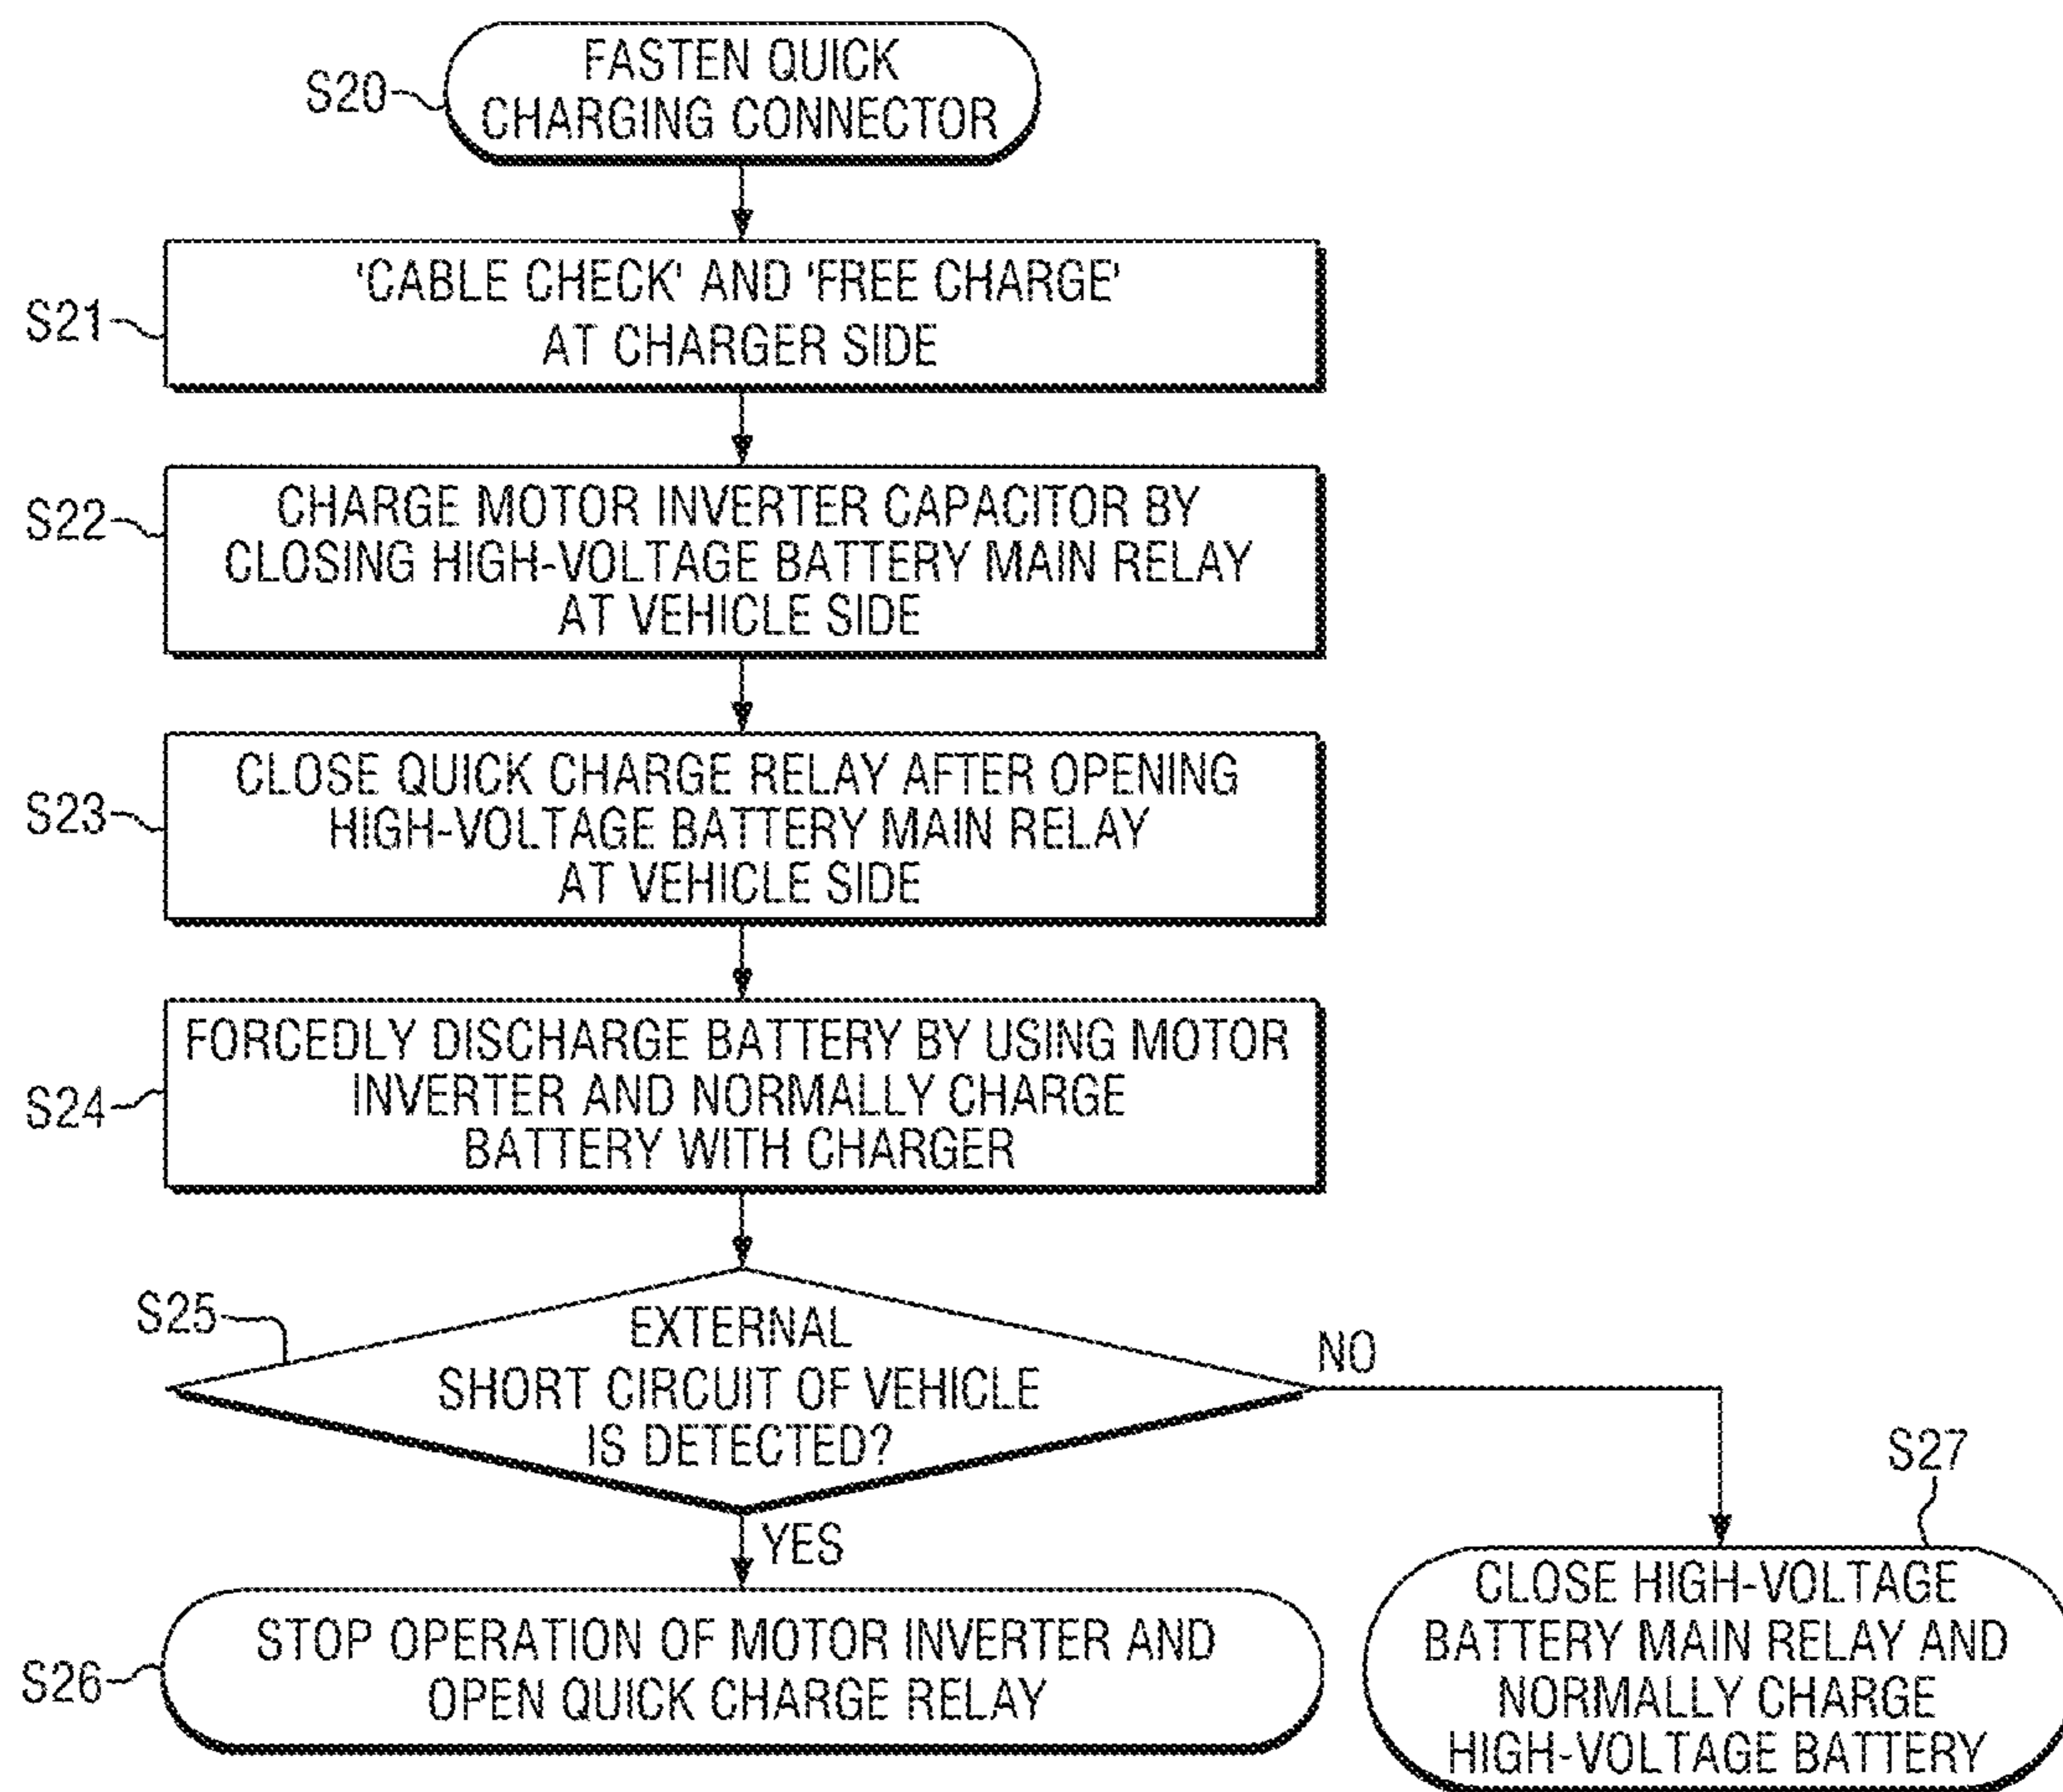 S20
FASTEN QUICK
CHARGING CONNECTOR
S21
'CABLE CHECK' AND 'FREE CHARGE'
AT CHARGER SIDE
S22
CHARGE MOTOR INVERTER CAPACITOR BY
CLOSING HIGH-VOLTAGE BATTERY MAIN RELAY
AT VEHICLE SIDE
S23
CLOSE QUICK CHARGE RELAY AFTER OPENING
HIGH-VOLTAGE BATTERY MAIN RELAY
AT VEHICLE SIDE
S24
FORCEDLY DISCHARGE BATTERY BY USING MOTOR
INVERTER AND NORMALLY CHARGE
BATTERY WITH CHARGER
S25
EXTERNAL
SHORT CIRCUIT OF VEHICLE
IS DETECTED?
NO
YES
S26
STOP OPERATION OF MOTOR INVERTER AND
OPEN QUICK CHARGE RELAY
S27
CLOSE HIGH-VOLTAGE
BATTERY MAIN RELAY AND
NORMALLY CHARGE
HIGH-VOLTAGE BATTERY